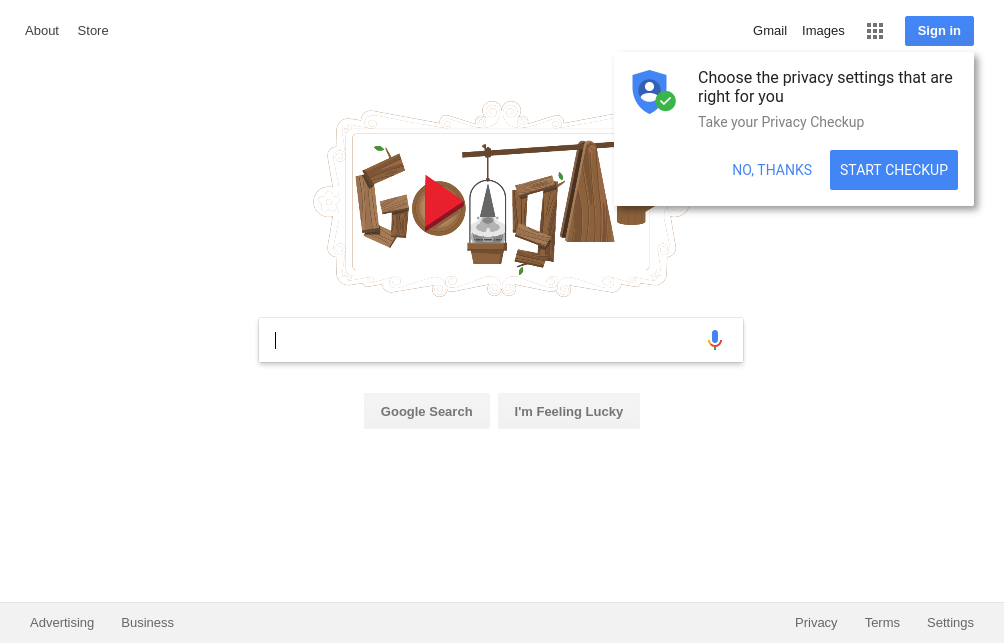 About Store
Gmail Images Sign in
Choose the privacy settings that are
right for you
Take your Privacy Checkup
NO, THANKS START CHECKUP
Google Search I'm Feeling Lucky
Advertising Business Privacy Terms Settings